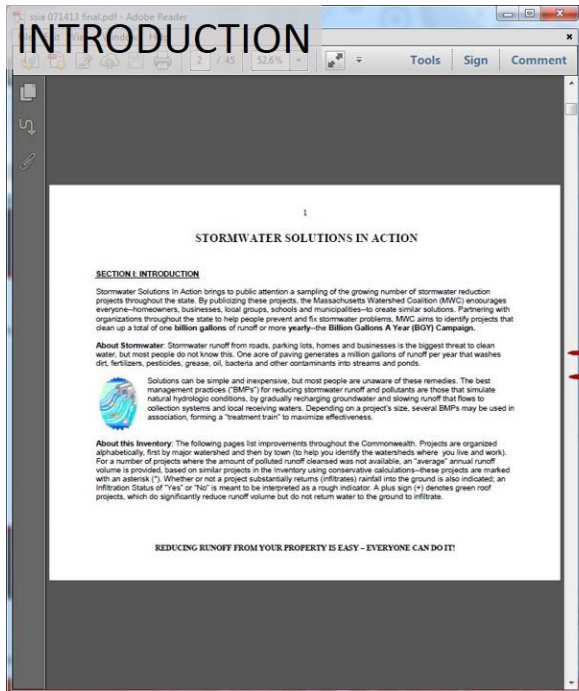 ssia 071413 final.pdf - Adobe Reader
INTRODUCTION
2 / 45 52.6%
Tools Sign Comment
1
STORMWATER SOLUTIONS IN ACTION
SECTION I: INTRODUCTION
Stormwater Solutions In Action brings to public attention a sampling of the growing number of stormwater reduction
projects throughout the state. By publicizing these projects, the Massachusetts Watershed Coalition (MWC) encourages
everyone--homeowners, businesses, local groups, schools and municipalities--to create similar solutions. Partnering with
organizations throughout the state to help people prevent and fix stormwater problems, MWC aims to identify projects that
clean up a total of one billion gallons of runoff or more yearly--the Billion Gallons A Year (BGY) Campaign.
About Stormwater: Stormwater runoff from roads, parking lots, homes and businesses is the biggest threat to clean
water, but most people do not know this. One acre of paving generates a million gallons of runoff per year that washes
dirt, fertilizers, pesticides, grease, oil, bacteria and other contaminants into streams and ponds.
Solutions can be simple and inexpensive, but most people are unaware of these remedies. The best
management practices ("BMPs") for reducing stormwater runoff and pollutants are those that simulate
natural hydrologic conditions, by gradually recharging groundwater and slowing runoff that flows to
collection systems and local receiving waters. Depending on a project's size, several BMPs may be used in
association, forming a "treatment train" to maximize effectiveness.
About this Inventory: The following pages list improvements throughout the Commonwealth. Projects are organized
alphabetically, first by major watershed and then by town (to help you identify the watersheds where you live and work).
For a number of projects where the amount of polluted runoff cleansed was not available, an "average" annual runoff
volume is provided, based on similar projects in the Inventory using conservative calculations--these projects are marked
with an asterisk (*). Whether or not a project substantially returns (infiltrates) rainfall into the ground is also indicated; an
Infiltration Status of "Yes" or "No" is meant to be interpreted as a rough indicator. A plus sign (+) denotes green roof
projects, which do significantly reduce runoff volume but do not return water to the ground to infiltrate.
REDUCING RUNOFF FROM YOUR PROPERTY IS EASY – EVERYONE CAN DO IT!